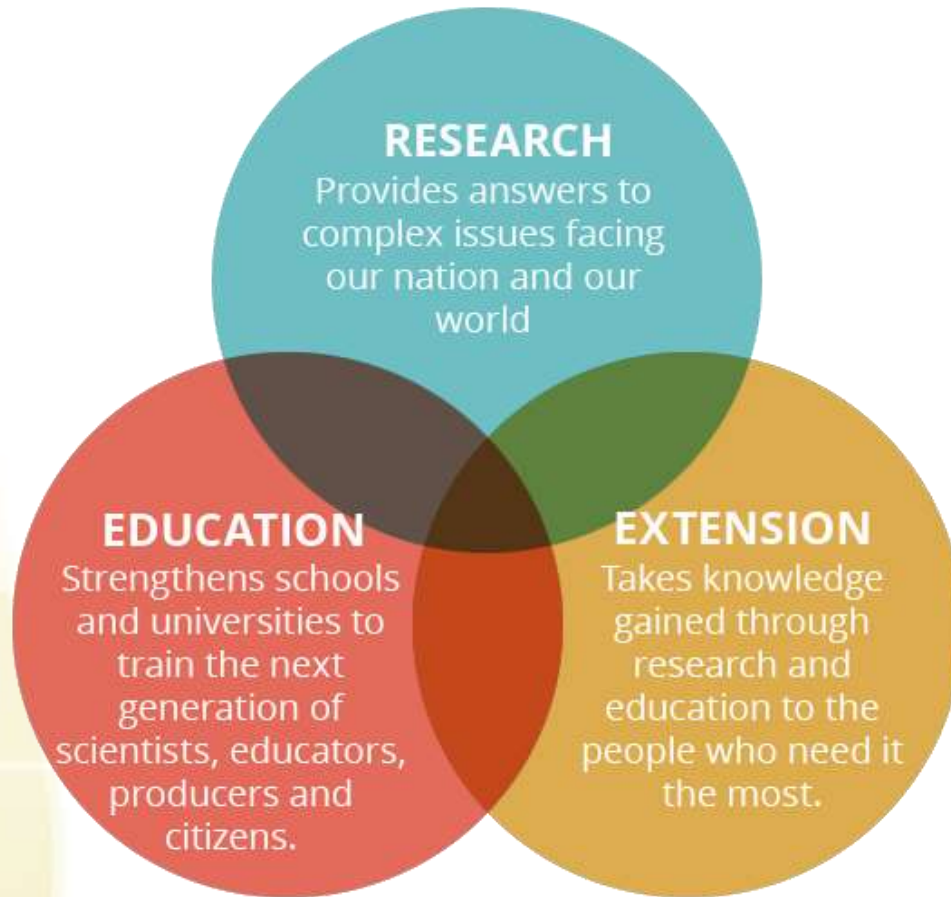 RESEARCH
Provides answers to
complex issues facing
our nation and our
world
EDUCATION
Strengthens schools
and universities to
train the next
generation of
scientists, educators,
producers and
citizens.
EXTENSION
Takes knowledge
gained through
research and
education to the
people who need it
the most.